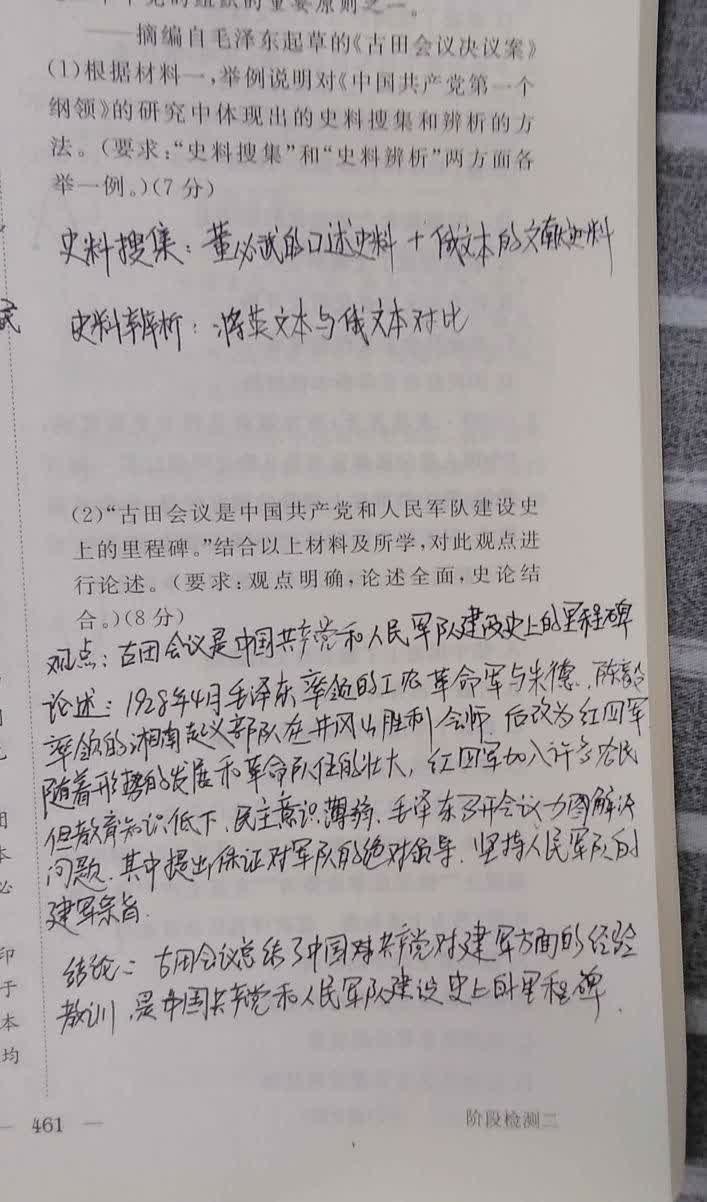 ——摘编自毛泽东起草的《古田会议决议案》
(1)根据材料一,举例说明对《中国共产党第一个
纲领》的研究中体现出的史料搜集和辨析的方
法。(要求:“史料搜集”和“史料辨析”两方面各
举一例。)(7分)
史料搜集：董必武的口述史料＋俄文本的文献史料
史料辨析：将英文本与俄文本对比
(2)“古田会议是中国共产党和人民军队建设史
上的里程碑。”结合以上材料及所学,对此观点进
行论述。(要求:观点明确,论述全面,史论结
合。)(8分)
观点：古田会议是中国共产党和人民军队建设史上的里程碑
论述：1928年4月毛泽东率领的工农革命军与朱德、陈毅
率领的湘南起义部队在井冈山胜利会师，后改为红四军
随着形势的发展和革命队伍的壮大，红四军加入许多农民
但教育知识低下、民主意识薄弱，毛泽东召开会议力图解决
问题，其中提出保证对军队的绝对领导，坚持人民军队的
建军宗旨.
结论：古田会议总结了中国共产党对建军方面的经验
教训，是中国共产党和人民军队建设史上的里程碑.
武
本
必
印
于
本
均
— 461 —
阶段检测二